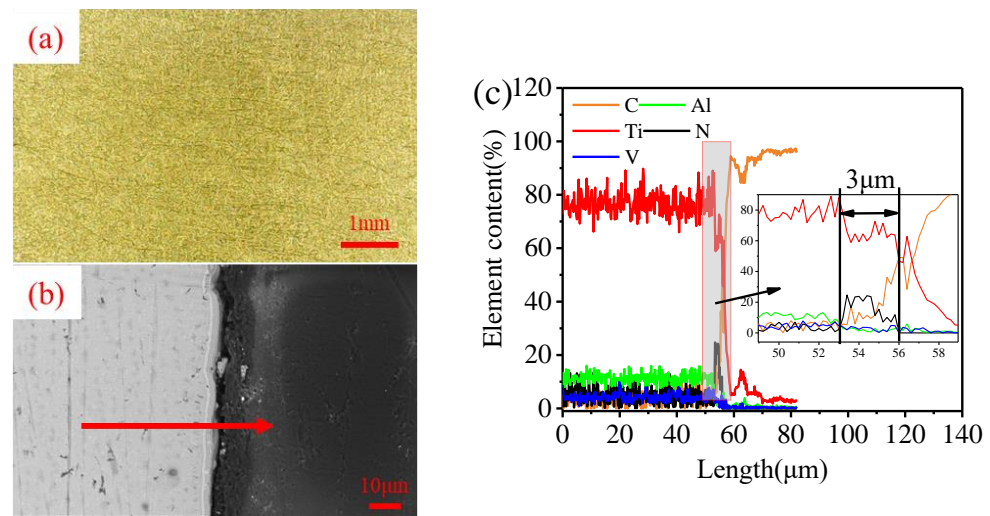 (a)
1mm
(b)
10μm
(c)
120
100
80
60
40
20
0
Element content(%)
C Al
Ti N
V
3μm
80
60
40
20
0
50 52 54 56 58
0 20 40 60 80 100 120 140
Length(μm)